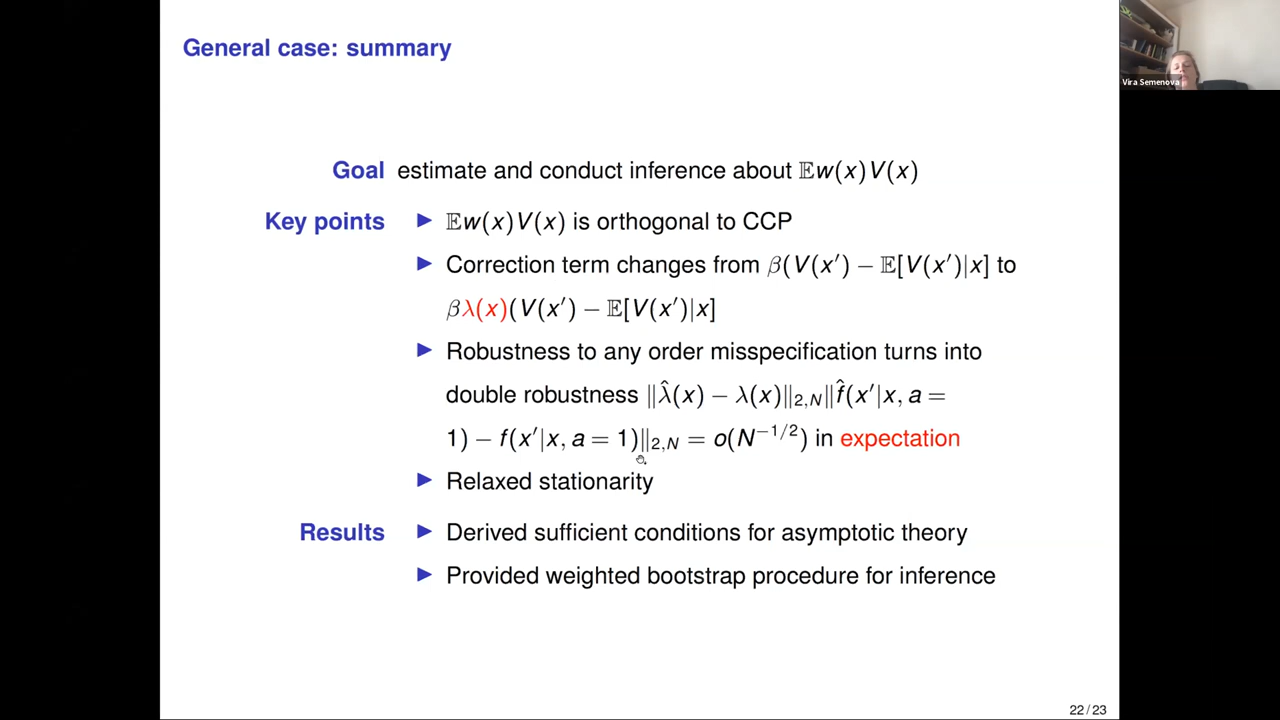 General case: summary
Vira Semenova
Goal estimate and conduct inference about 𝔼w(x)V(x)
Key points ▶ 𝔼w(x)V(x) is orthogonal to CCP
▶ Correction term changes from β(V(x′) − 𝔼[V(x′)|x] to
βλ(x)(V(x′) − 𝔼[V(x′)|x]
▶ Robustness to any order misspecification turns into
double robustness ‖λ̂(x) − λ(x)‖₂,N‖f̂(x′|x, a =
1) − f(x′|x, a = 1)‖₂,N = o(N⁻¹/²) in expectation
▶ Relaxed stationarity
Results ▶ Derived sufficient conditions for asymptotic theory
▶ Provided weighted bootstrap procedure for inference
22 / 23